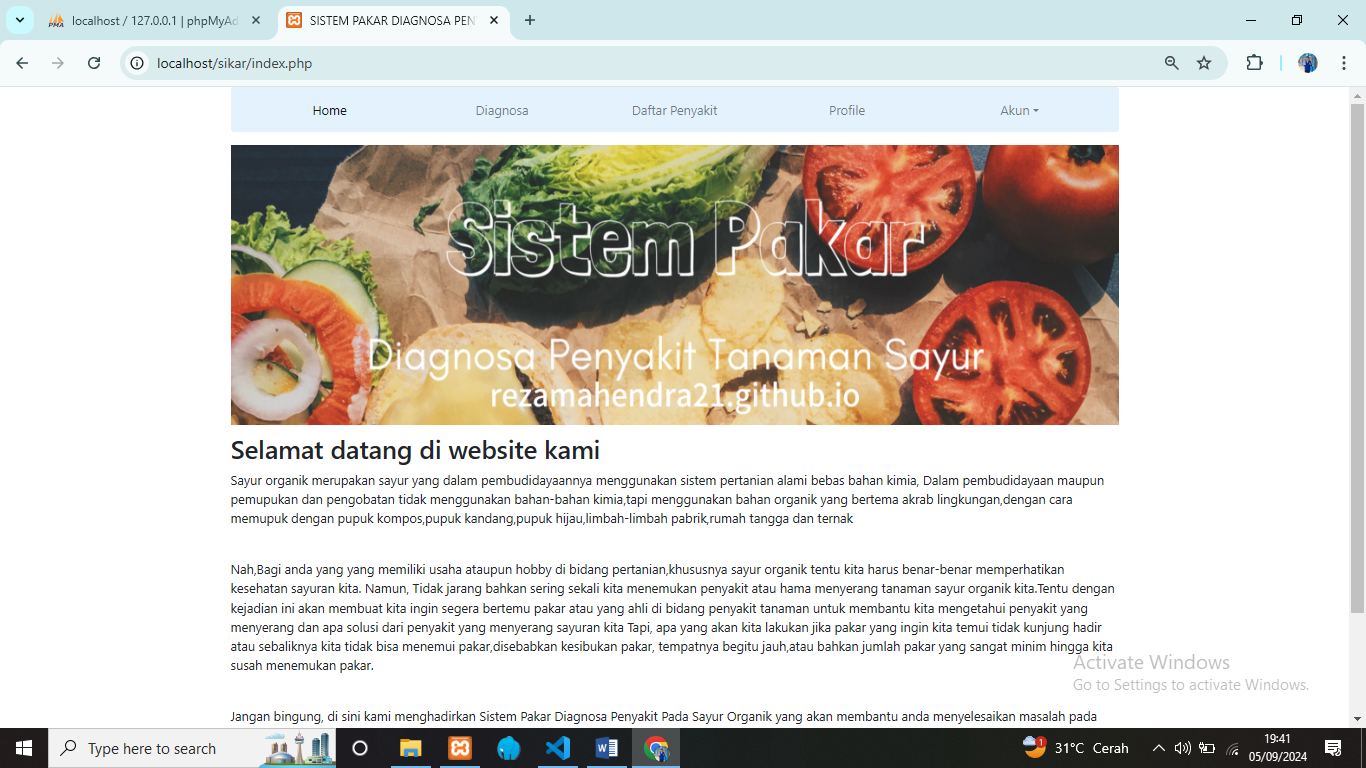 localhost / 127.0.0.1 | phpMyAd
SISTEM PAKAR DIAGNOSA PEN
localhost/sikar/index.php
Home
Diagnosa
Daftar Penyakit
Profile
Akun
Sistem Pakar
Diagnosa Penyakit Tanaman Sayur
rezamahendra21.github.io
Selamat datang di website kami
Sayur organik merupakan sayur yang dalam pembudidayaannya menggunakan sistem pertanian alami bebas bahan kimia, Dalam pembudidayaan maupun
pemupukan dan pengobatan tidak menggunakan bahan-bahan kimia,tapi menggunakan bahan organik yang bertema akrab lingkungan,dengan cara
memupuk dengan pupuk kompos,pupuk kandang,pupuk hijau,limbah-limbah pabrik,rumah tangga dan ternak
Nah,Bagi anda yang yang memiliki usaha ataupun hobby di bidang pertanian,khususnya sayur organik tentu kita harus benar-benar memperhatikan
kesehatan sayuran kita. Namun, Tidak jarang bahkan sering sekali kita menemukan penyakit atau hama menyerang tanaman sayur organik kita.Tentu dengan
kejadian ini akan membuat kita ingin segera bertemu pakar atau yang ahli di bidang penyakit tanaman untuk membantu kita mengetahui penyakit yang
menyerang dan apa solusi dari penyakit yang menyerang sayuran kita Tapi, apa yang akan kita lakukan jika pakar yang ingin kita temui tidak kunjung hadir
atau sebaliknya kita tidak bisa menemui pakar,disebabkan kesibukan pakar, tempatnya begitu jauh,atau bahkan jumlah pakar yang sangat minim hingga kita
susah menemukan pakar.
Activate Windows
Go to Settings to activate Windows.
Jangan bingung, di sini kami menghadirkan Sistem Pakar Diagnosa Penyakit Pada Sayur Organik yang akan membantu anda menyelesaikan masalah pada
Type here to search
1
31°C Cerah
19:41
05/09/2024